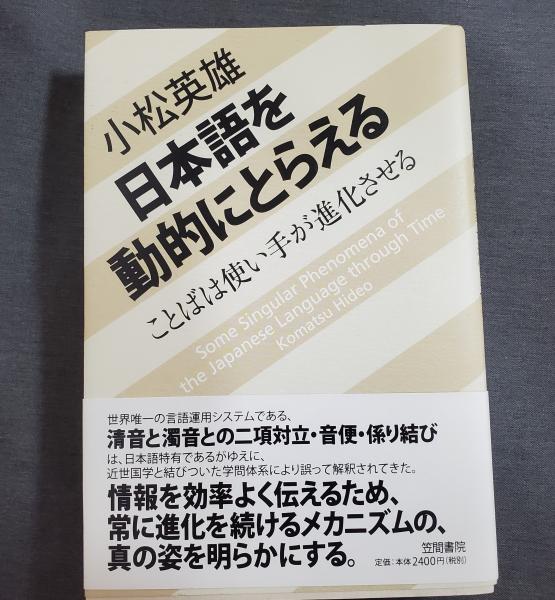 小松英雄
日本語を
動的にとらえる
ことばは使い手が進化させる
Some Singular Phenomena of
the Japanese Language through Time
Komatsu Hideo
世界唯一の言語運用システムである、
清音と濁音との二項対立・音便・係り結び
は、日本語特有であるがゆえに、
近世国学と結びついた学問体系により誤って解釈されてきた。
情報を効率よく伝えるため、
常に進化を続けるメカニズムの、
真の姿を明らかにする。
笠間書院
定価：本体2400円（税別）